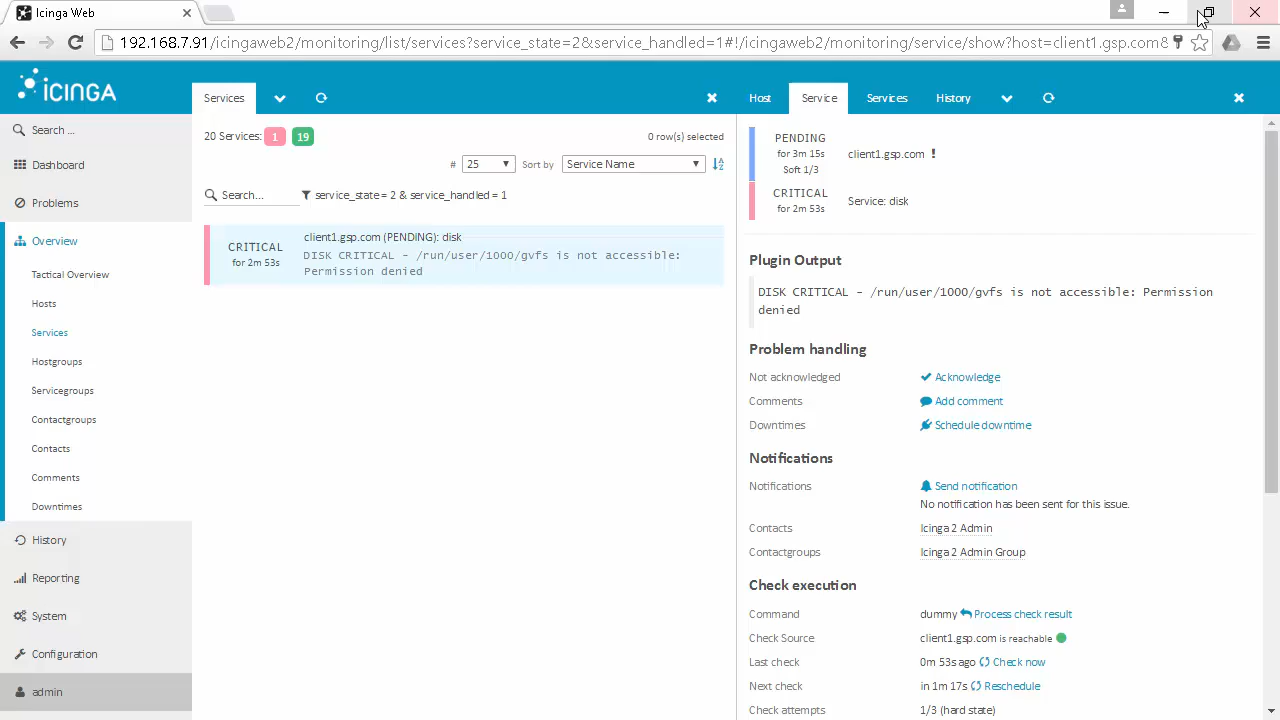 Icinga Web
192.168.7.91/icingaweb2/monitoring/list/services?service_state=2&service_handled=1#!/icingaweb2/monitoring/service/show?host=client1.gsp.com&
iCINGA
Search ...
Dashboard
Problems
Overview
Tactical Overview
Hosts
Services
Hostgroups
Servicegroups
Contactgroups
Contacts
Comments
Downtimes
History
Reporting
System
Configuration
admin
Services
20 Services: 1 19
0 row(s) selected
# 25 Sort by Service Name
Search... service_state = 2 & service_handled = 1
CRITICAL
for 2m 53s
client1.gsp.com (PENDING): disk
DISK CRITICAL - /run/user/1000/gvfs is not accessible:
Permission denied
Host Service Services History
PENDING
for 3m 15s
Soft 1/3
client1.gsp.com !
CRITICAL
for 2m 53s
Service: disk
Plugin Output
DISK CRITICAL - /run/user/1000/gvfs is not accessible: Permission
denied
Problem handling
Not acknowledged Acknowledge
Comments Add comment
Downtimes Schedule downtime
Notifications
Notifications Send notification
No notification has been sent for this issue.
Contacts Icinga 2 Admin
Contactgroups Icinga 2 Admin Group
Check execution
Command dummy Process check result
Check Source client1.gsp.com is reachable
Last check 0m 53s ago Check now
Next check in 1m 17s Reschedule
Check attempts 1/3 (hard state)